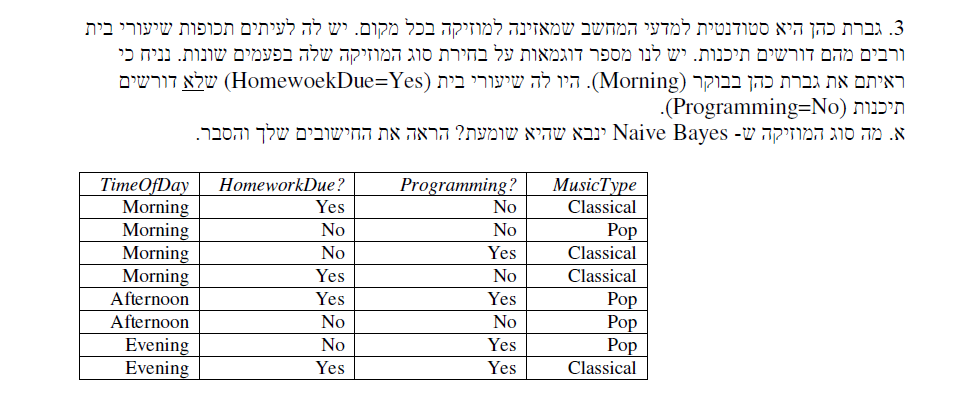 3. גברת כהן היא סטודנטית למדעי המחשב שמאזינה למוזיקה בכל מקום. יש לה לעיתים תכופות שיעורי בית
ורבים מהם דורשים תיכנות. יש לנו מספר דוגמאות על בחירת סוג המוזיקה שלה בפעמים שונות. נניח כי
ראיתם את גברת כהן בבוקר (Morning). היו לה שיעורי בית (HomewoekDue=Yes) שלא דורשים
תיכנות (Programming=No).
א. מה סוג המוזיקה ש- Naive Bayes ינבא שהיא שומעת? הראה את החישובים שלך והסבר.
TimeOfDay HomeworkDue? Programming? MusicType
Morning Yes No Classical
Morning No No Pop
Morning No Yes Classical
Morning Yes No Classical
Afternoon Yes Yes Pop
Afternoon No No Pop
Evening No Yes Pop
Evening Yes Yes Classical